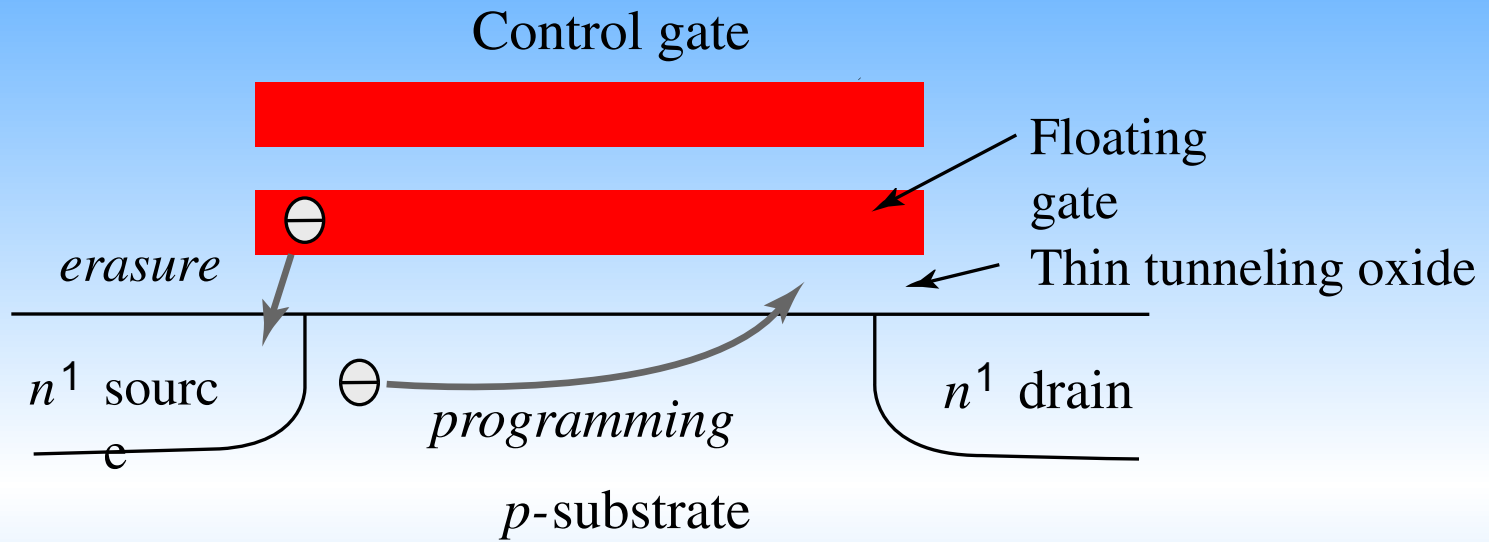 Control gate
Floating
gate
erasure
Thin tunneling oxide
n¹ sourc
e
programming
n¹ drain
p-substrate